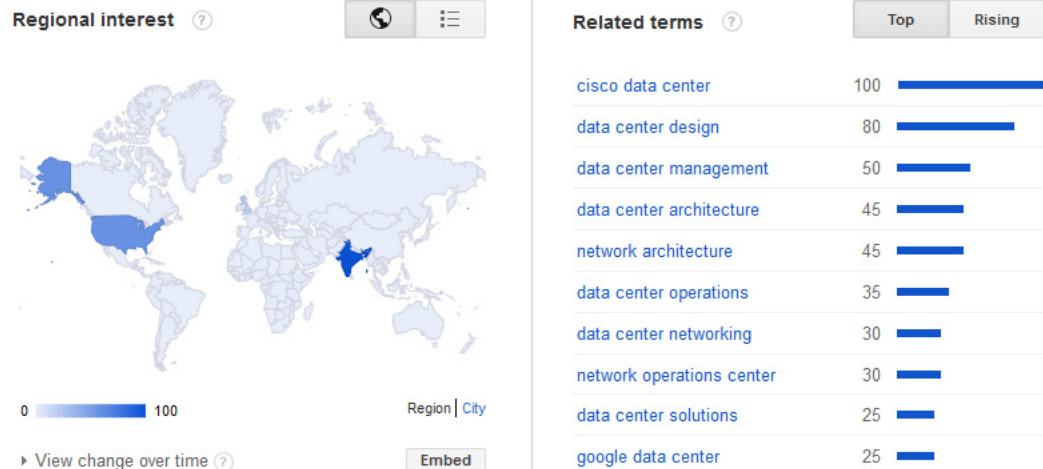 Regional interest ?
0 100
Region City
View change over time ?
Embed
Related terms ?
Top Rising
cisco data center 100
data center design 80
data center management 50
data center architecture 45
network architecture 45
data center operations 35
data center networking 30
network operations center 30
data center solutions 25
google data center 25